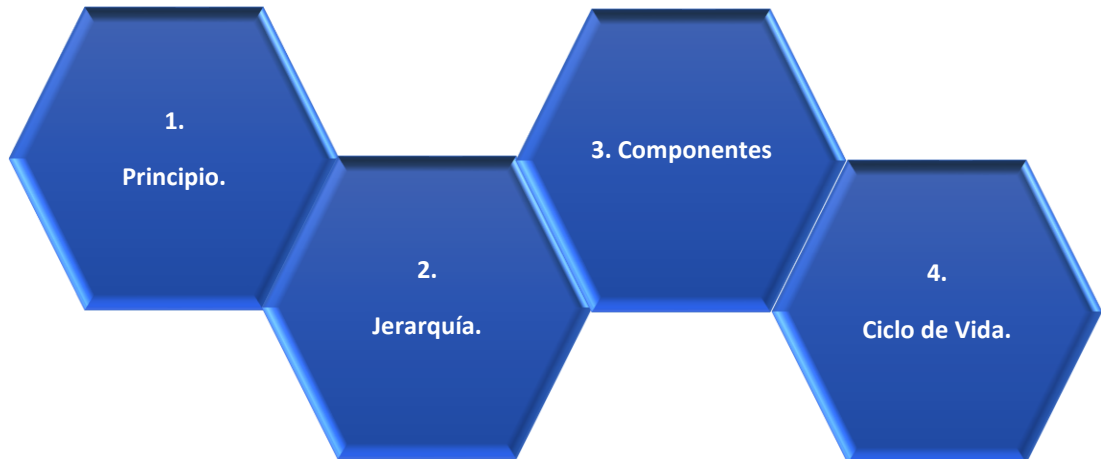 1.
Principio.
2.
Jerarquía.
3. Componentes
4.
Ciclo de Vida.